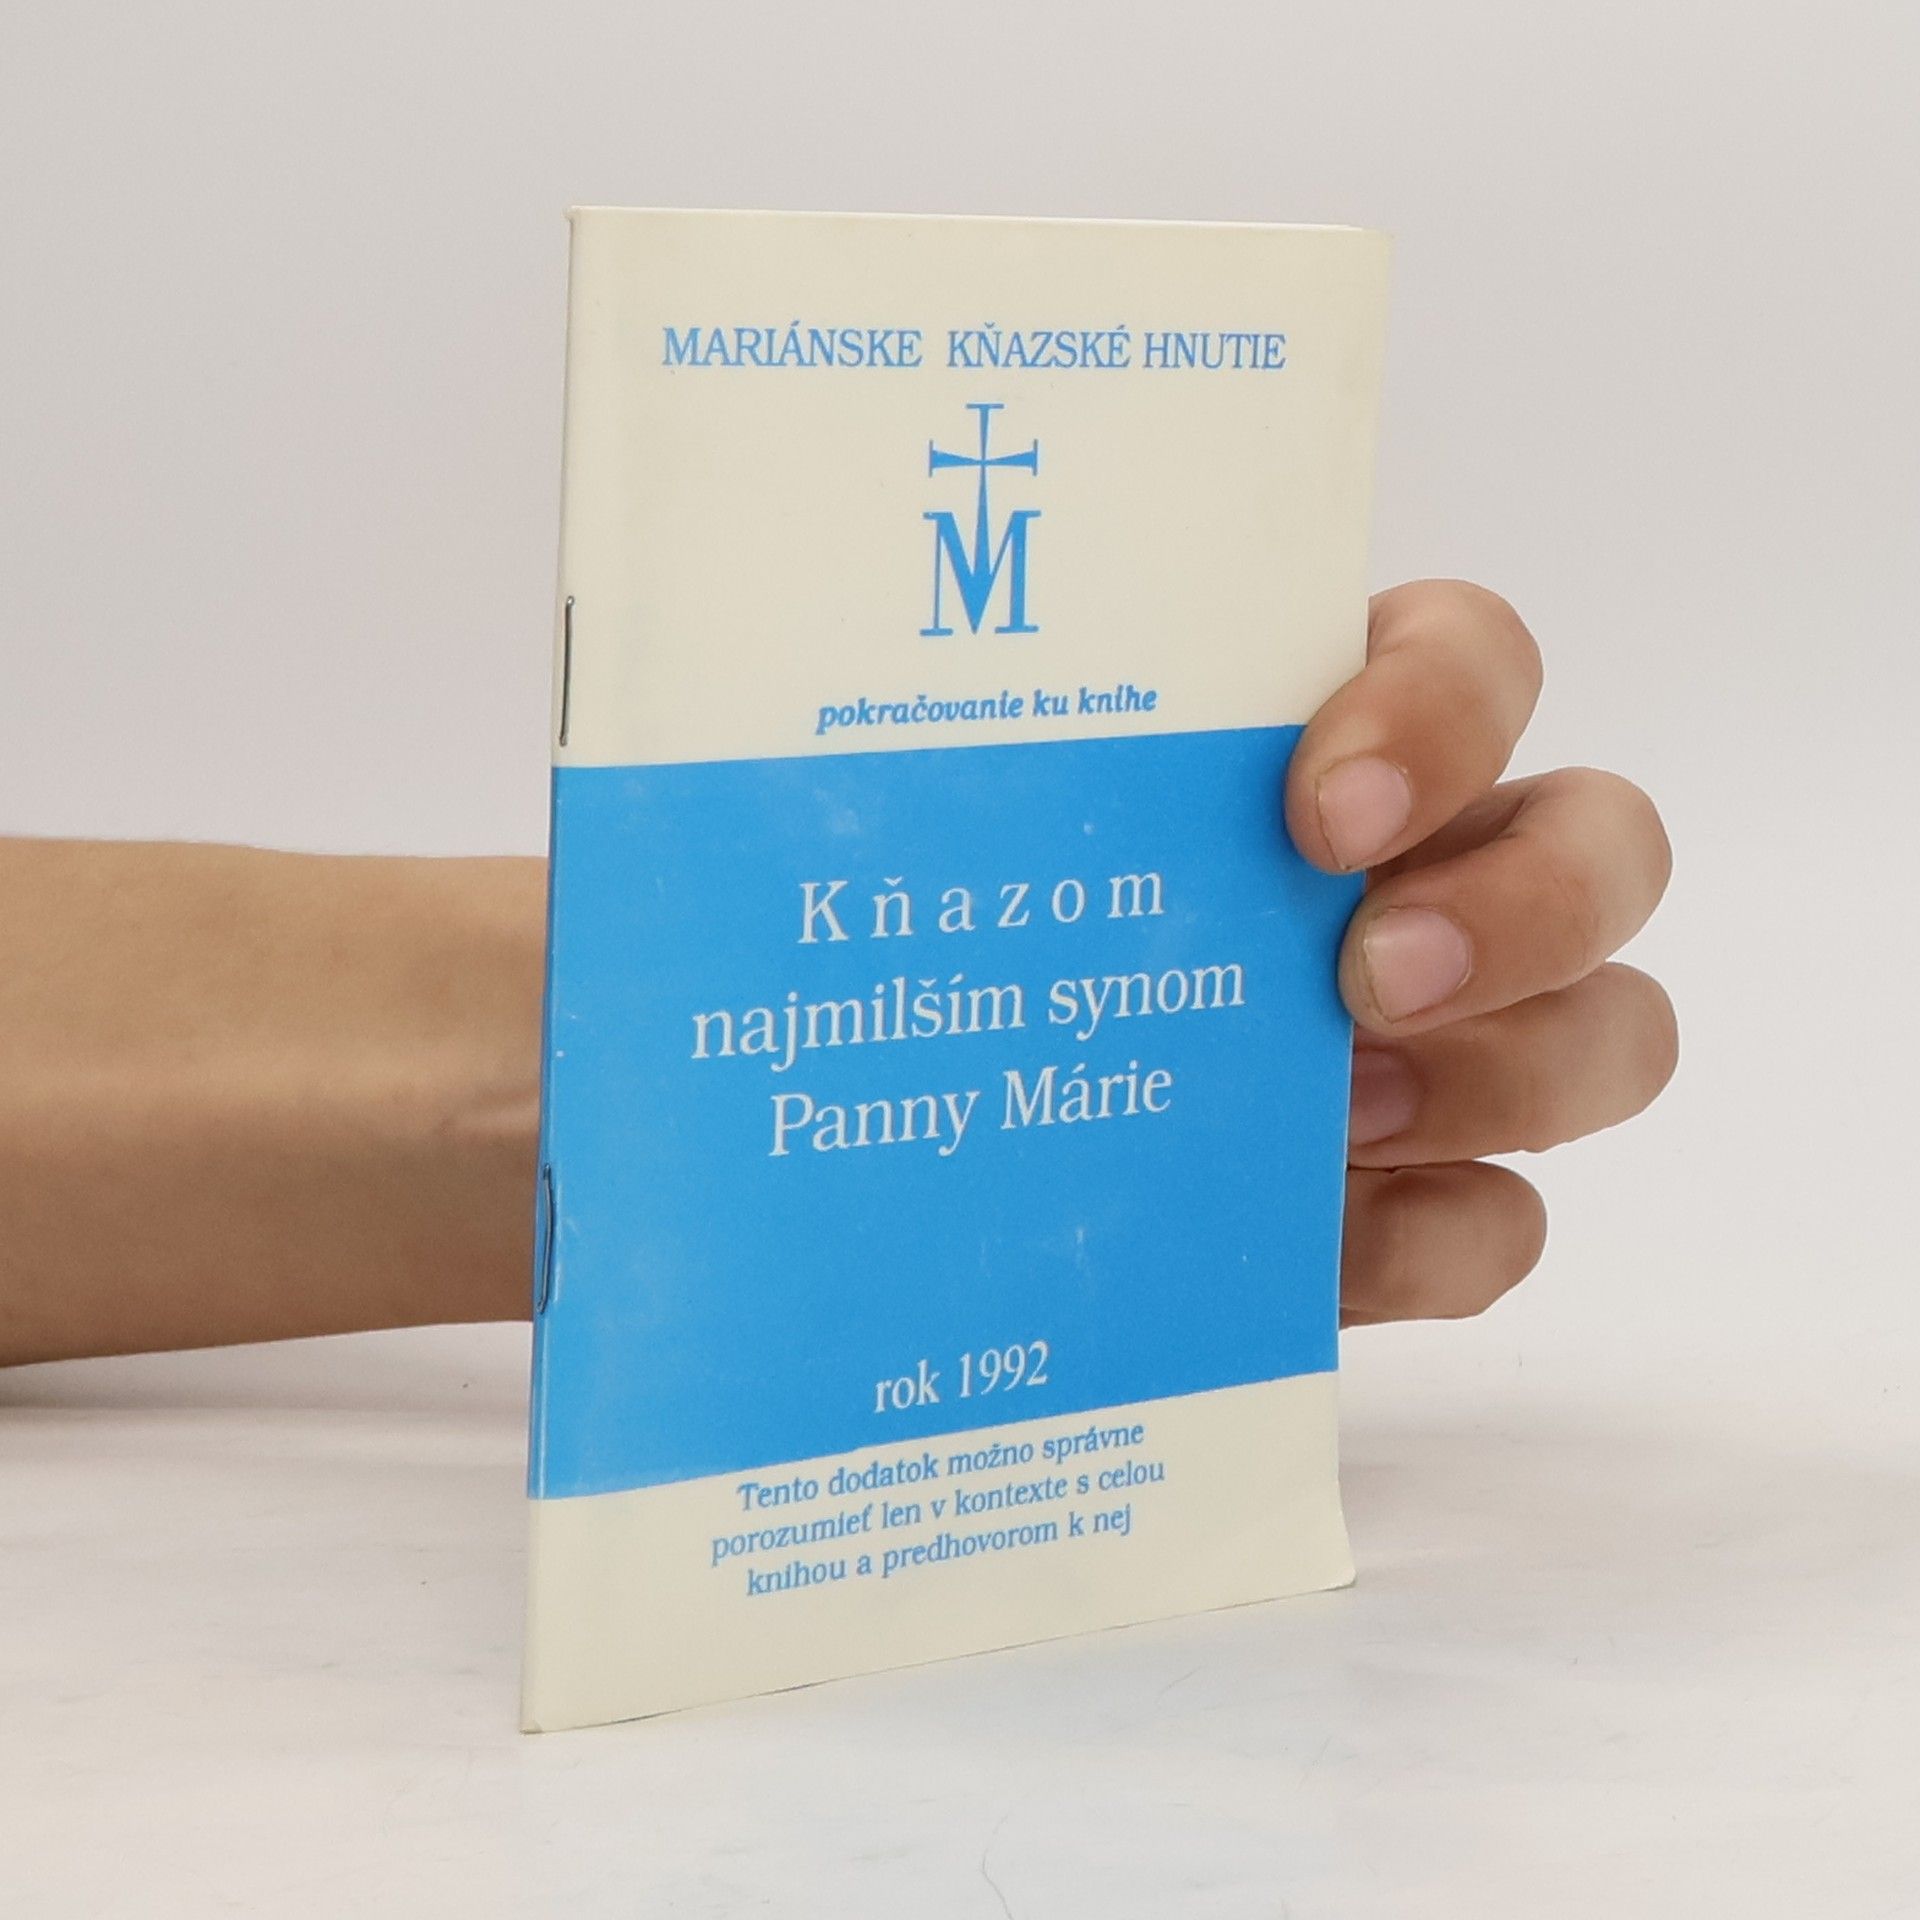 MARIÁNSKE KŇAZSKÉ HNUTIE
M
pokračovanie ku knihe
Kňazom
najmilším synom
Panny Márie
rok 1992
Tento dodatok možno správne
porozumieť len v kontexte s celou
knihou a predhovorom k nej